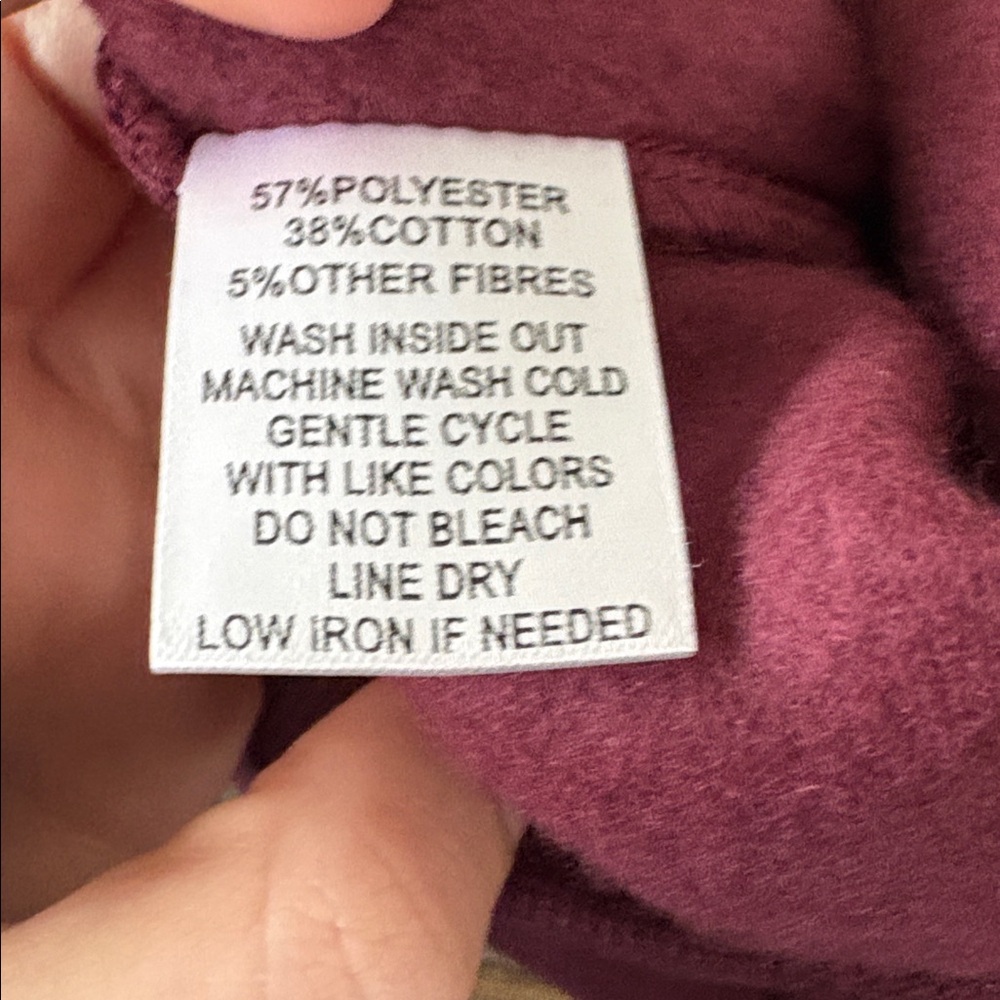 57%POLYESTER
38%COTTON
5%OTHER FIBRES
WASH INSIDE OUT
MACHINE WASH COLD
GENTLE CYCLE
WITH LIKE COLORS
DO NOT BLEACH
LINE DRY
LOW IRON IF NEEDED